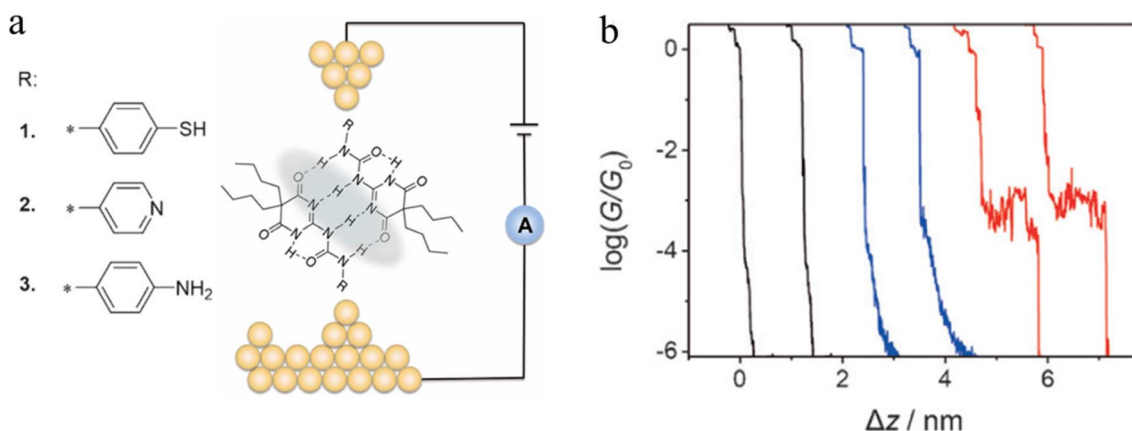 a
R:
1. * SH
2. * N
3. * NH₂
R
H N O H
O N N O
N H N
N H N
O N N O
H O N H O
N
R
A
b
log(G/G₀)
0
-2
-4
-6
0 2 4 6
Δz / nm